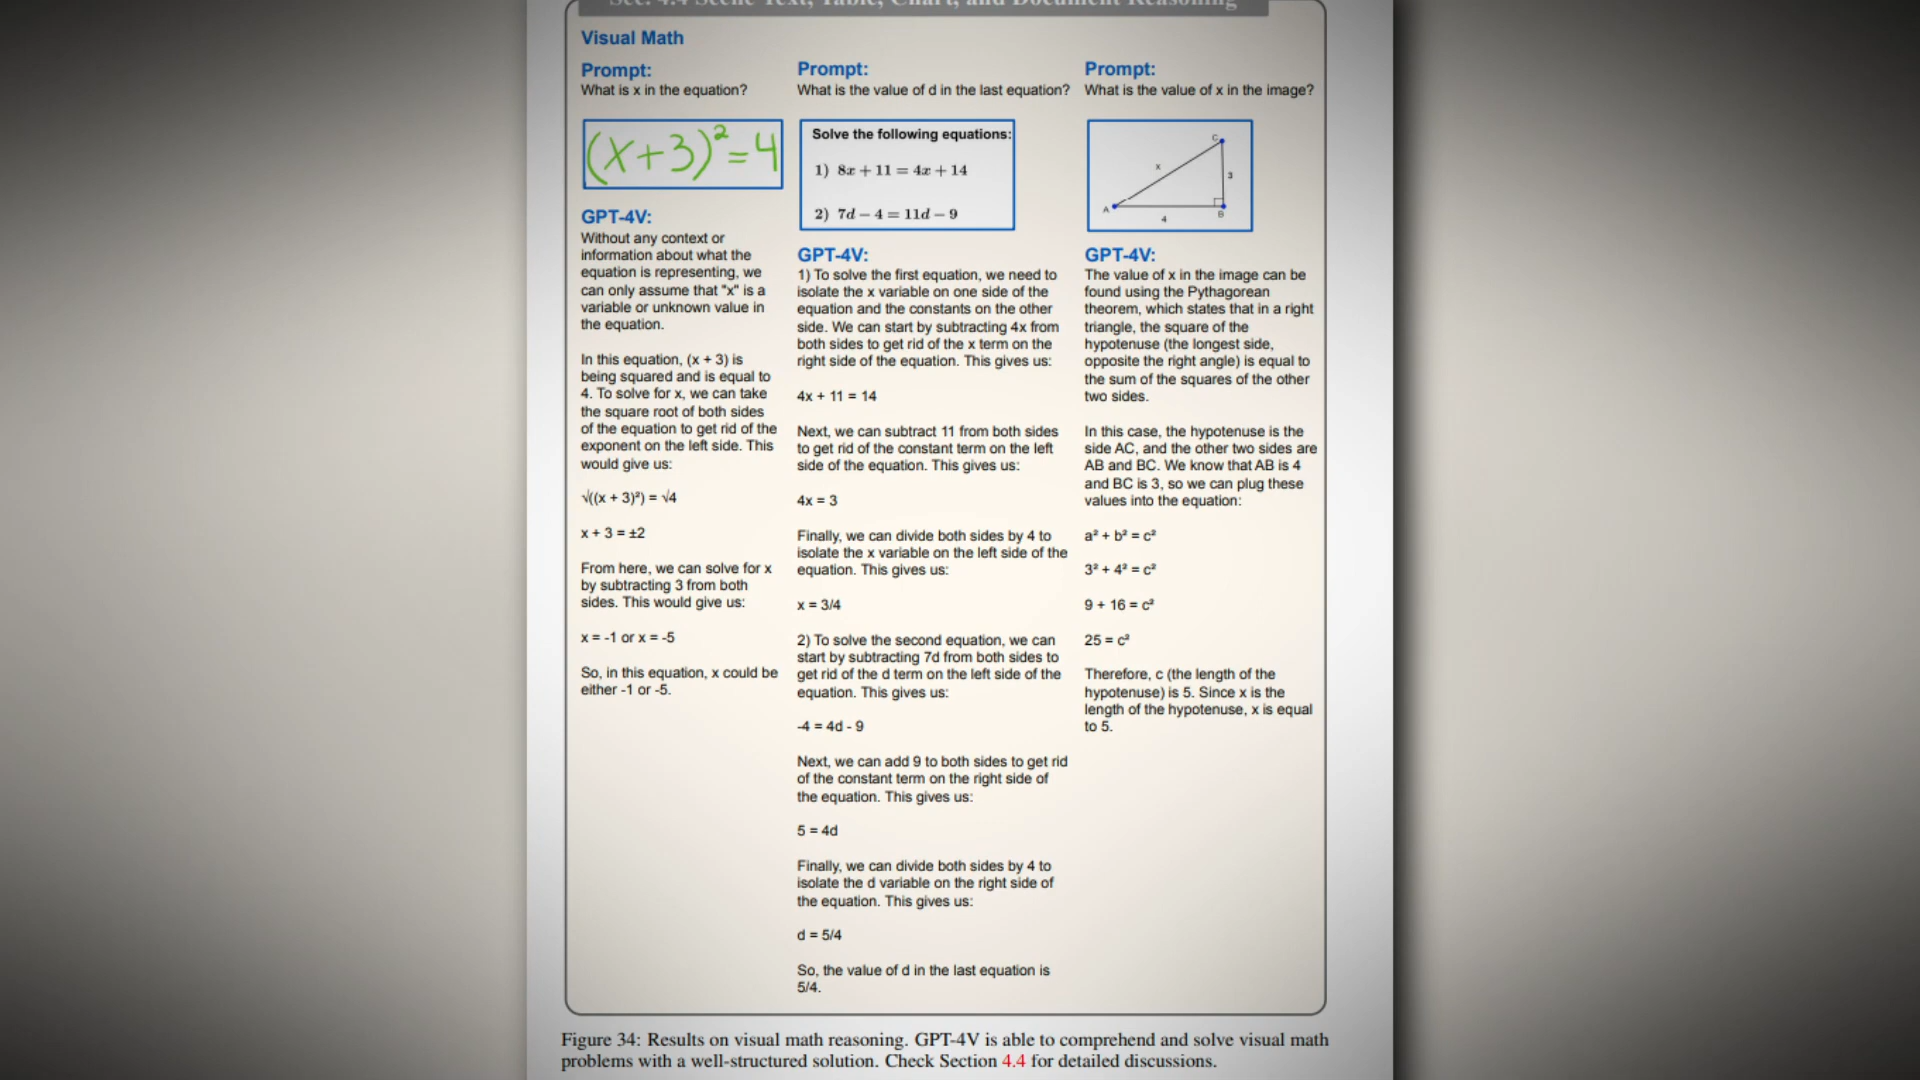 Sec. 4.4 Scene Text, Table, Chart, and Document Reasoning
Visual Math
Prompt:
What is x in the equation?
(x+3)²=4
GPT-4V:
Without any context or
information about what the
equation is representing, we
can only assume that "x" is a
variable or unknown value in
the equation.
In this equation, (x + 3) is
being squared and is equal to
4. To solve for x, we can take
the square root of both sides
of the equation to get rid of the
exponent on the left side. This
would give us:
√((x + 3)²) = √4
x + 3 = ±2
From here, we can solve for x
by subtracting 3 from both
sides. This would give us:
x = -1 or x = -5
So, in this equation, x could be
either -1 or -5.
Prompt:
What is the value of d in the last equation?
Solve the following equations:
1) 8x + 11 = 4x + 14
2) 7d – 4 = 11d – 9
GPT-4V:
1) To solve the first equation, we need to
isolate the x variable on one side of the
equation and the constants on the other
side. We can start by subtracting 4x from
both sides to get rid of the x term on the
right side of the equation. This gives us:
4x + 11 = 14
Next, we can subtract 11 from both sides
to get rid of the constant term on the left
side of the equation. This gives us:
4x = 3
Finally, we can divide both sides by 4 to
isolate the x variable on the left side of the
equation. This gives us:
x = 3/4
2) To solve the second equation, we can
start by subtracting 7d from both sides to
get rid of the d term on the left side of the
equation. This gives us:
-4 = 4d - 9
Next, we can add 9 to both sides to get rid
of the constant term on the right side of
the equation. This gives us:
5 = 4d
Finally, we can divide both sides by 4 to
isolate the d variable on the right side of
the equation. This gives us:
d = 5/4
So, the value of d in the last equation is
5/4.
Prompt:
What is the value of x in the image?
C
x
3
A
B
4
GPT-4V:
The value of x in the image can be
found using the Pythagorean
theorem, which states that in a right
triangle, the square of the
hypotenuse (the longest side,
opposite the right angle) is equal to
the sum of the squares of the other
two sides.
In this case, the hypotenuse is the
side AC, and the other two sides are
AB and BC. We know that AB is 4
and BC is 3, so we can plug these
values into the equation:
a² + b² = c²
3² + 4² = c²
9 + 16 = c²
25 = c²
Therefore, c (the length of the
hypotenuse) is 5. Since x is the
length of the hypotenuse, x is equal
to 5.
Figure 34: Results on visual math reasoning. GPT-4V is able to comprehend and solve visual math
problems with a well-structured solution. Check Section 4.4 for detailed discussions.